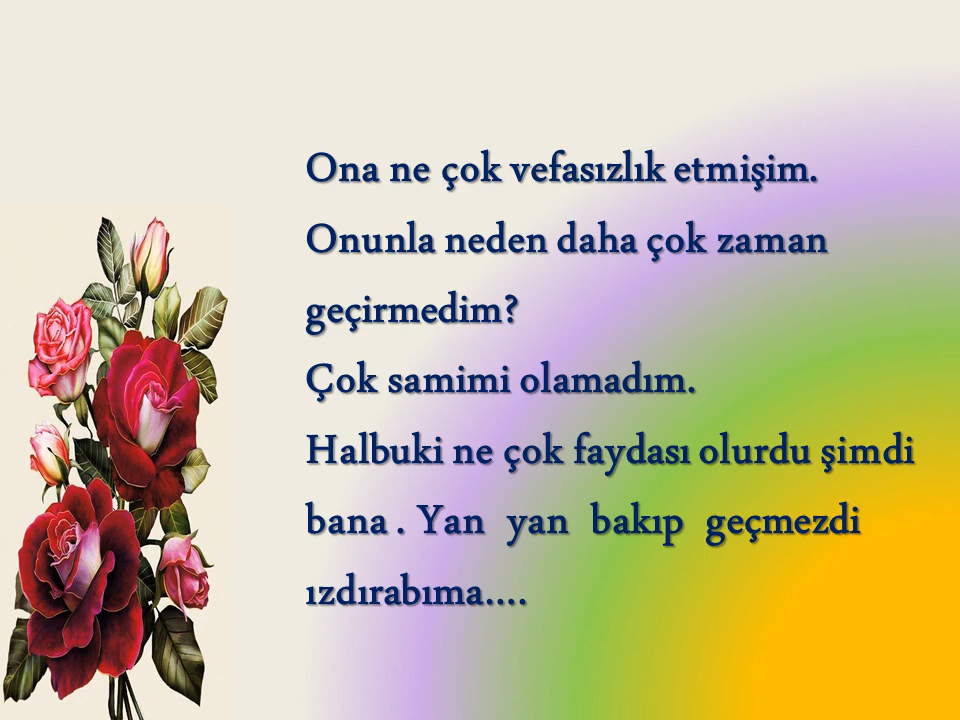 Ona ne çok vefasızlık etmişim.
Onunla neden daha çok zaman
geçirmedim?
Çok samimi olamadım.
Halbuki ne çok faydası olurdu şimdi
bana . Yan yan bakıp geçmezdi
ızdırabıma....